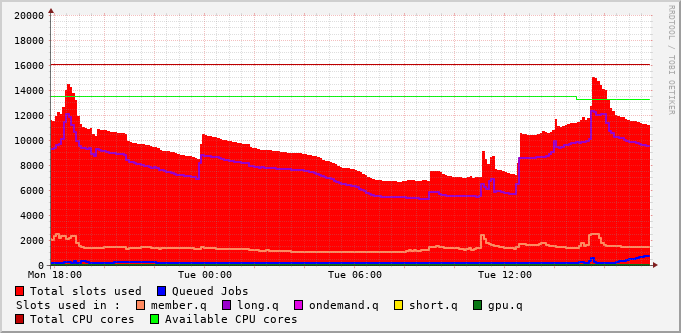 20000
18000
16000
14000
12000
10000
8000
6000
4000
2000
0
Mon 18:00 Tue 00:00 Tue 06:00 Tue 12:00
RRDTOOL / TOBI OETIKER
Total slots used Queued Jobs
Slots used in : member.q long.q ondemand.q short.q gpu.q
Total CPU cores Available CPU cores